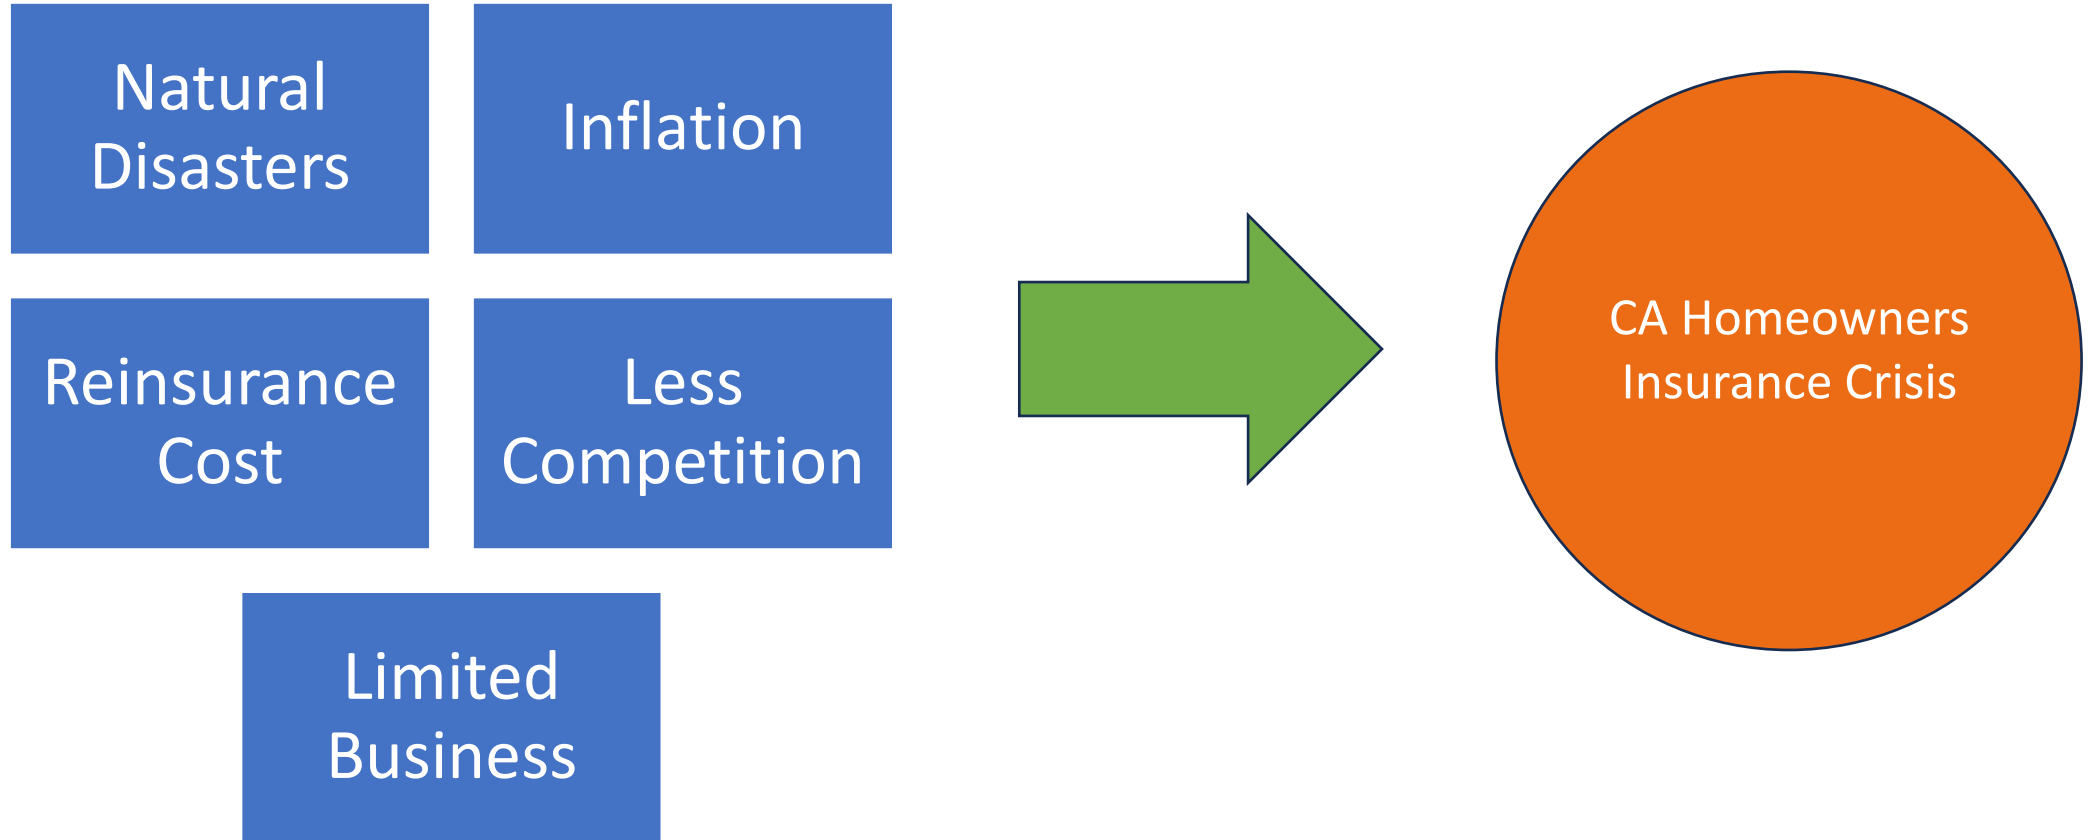 Natural
Disasters
Inflation
Reinsurance
Cost
Less
Competition
Limited
Business
CA Homeowners
Insurance Crisis